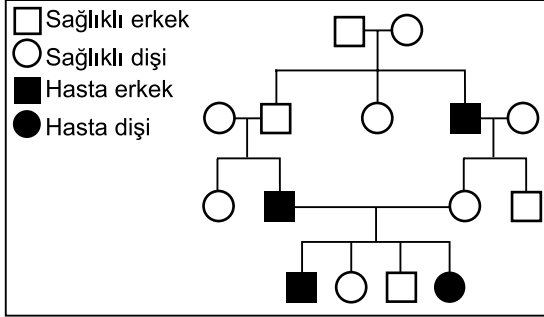 Sağlıklı erkek
Sağlıklı dişi
Hasta erkek
Hasta dişi